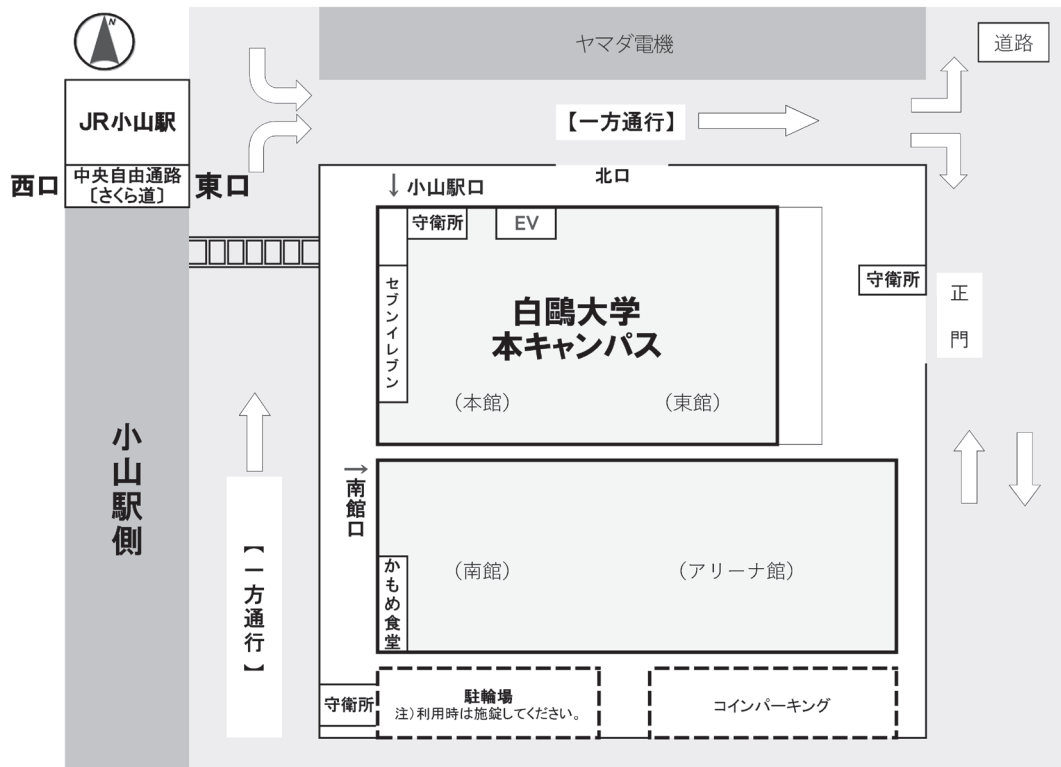 N
ヤマダ電機
道路
JR小山駅
【一方通行】
西口
中央自由通路
〔さくら道〕
東口
北口
↓小山駅口
守衛所
EV
守衛所
正門
セブンイレブン
白鷗大学
本キャンパス
（本館）
（東館）
小山駅側
→南館口
【一方通行】
かもめ食堂
（南館）
（アリーナ館）
守衛所
駐輪場
注）利用時は施錠してください。
コインパーキング